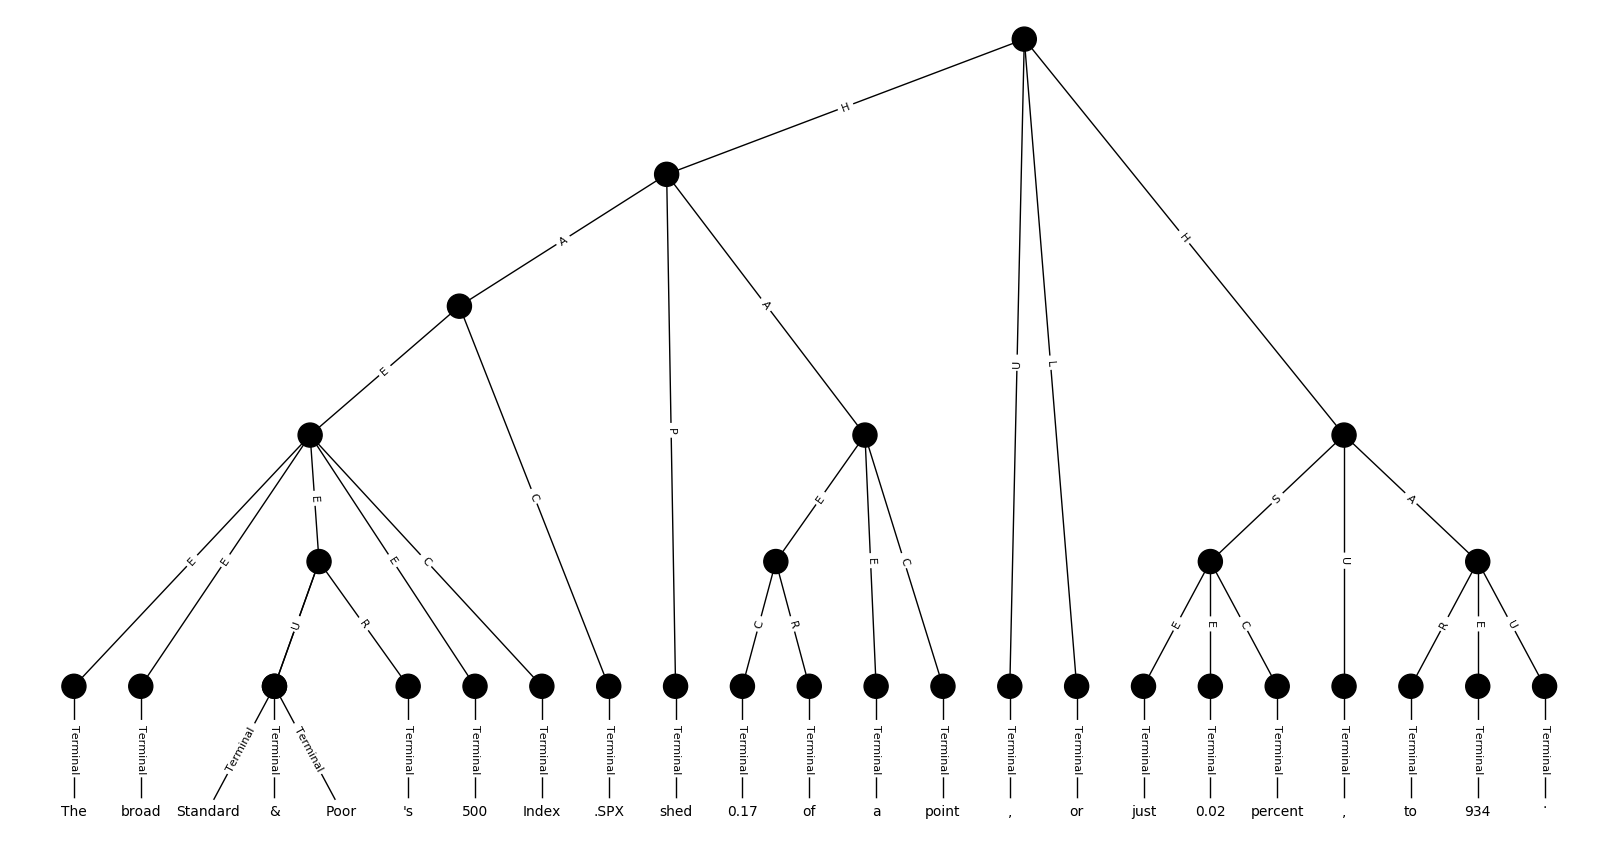 H
A
A
H
E
C
P
U
L
E
E
E
E
C
E
E
C
S
U
A
U
R
C
R
E
E
C
R
E
U
Terminal Terminal Terminal Terminal Terminal Terminal Terminal Terminal Terminal Terminal Terminal Terminal Terminal Terminal Terminal Terminal Terminal Terminal Terminal Terminal Terminal Terminal Terminal
The broad Standard & Poor 's 500 Index .SPX shed 0.17 of a point , or just 0.02 percent , to 934 .